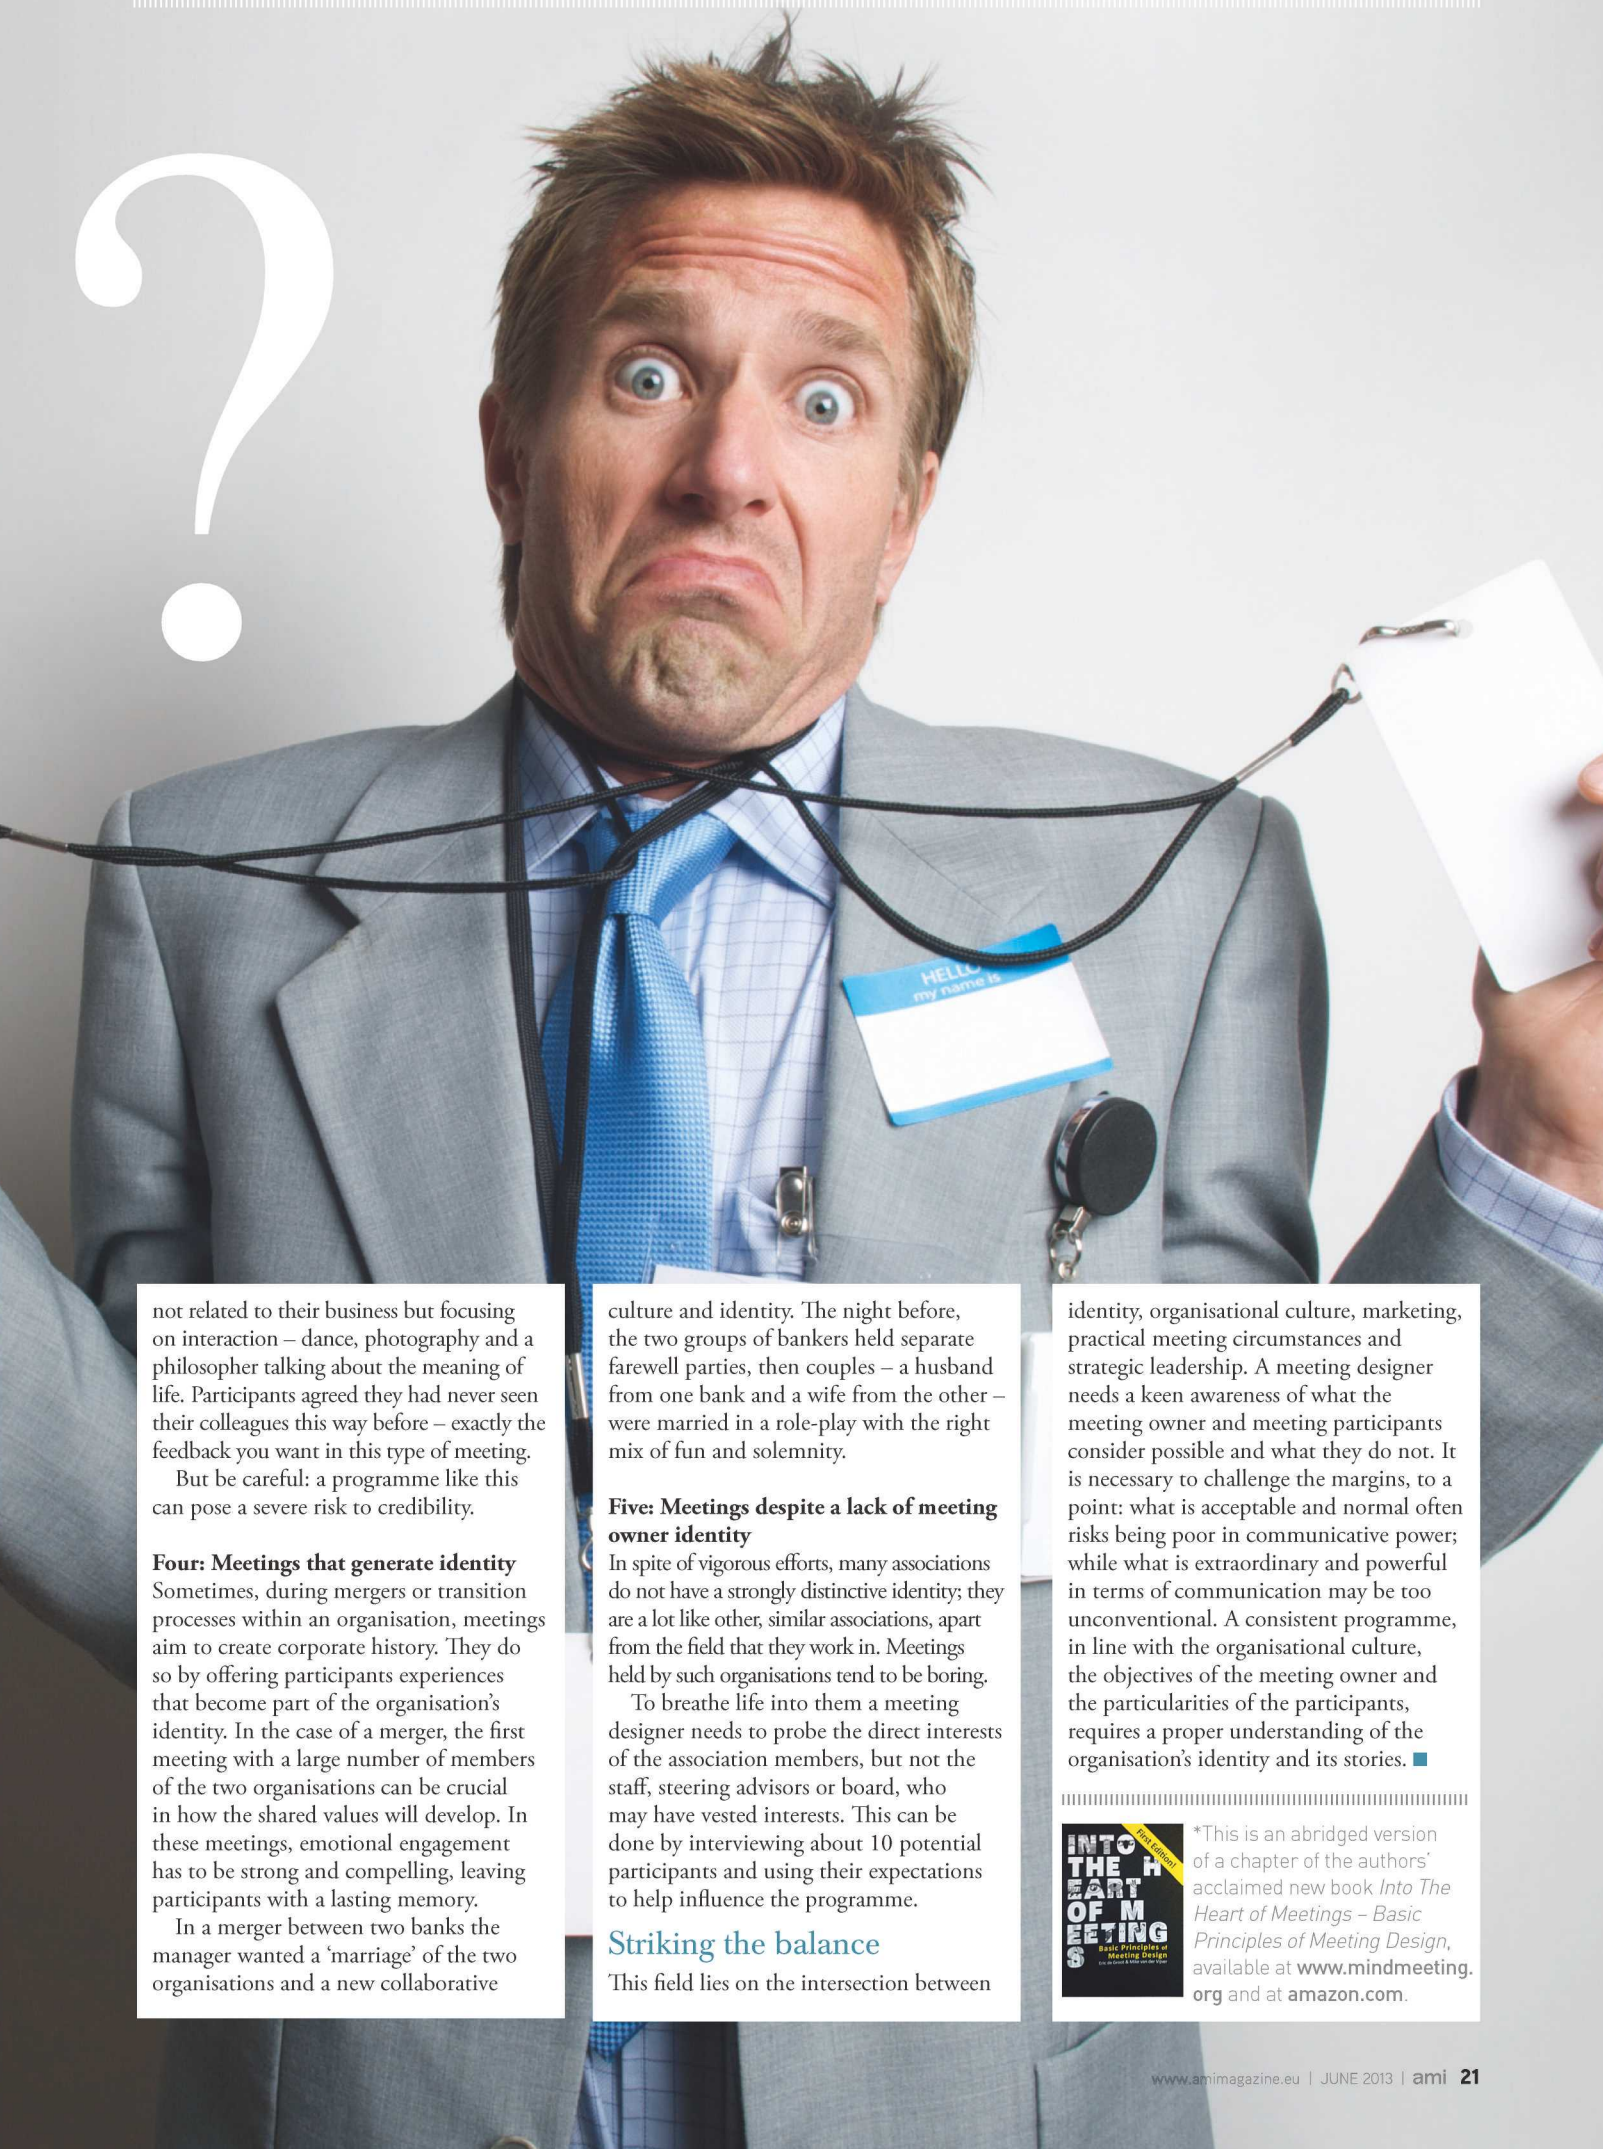 ?
HELLO
my name is
not related to their business but focusing
on interaction – dance, photography and a
philosopher talking about the meaning of
life. Participants agreed they had never seen
their colleagues this way before – exactly the
feedback you want in this type of meeting.
But be careful: a programme like this
can pose a severe risk to credibility.
Four: Meetings that generate identity
Sometimes, during mergers or transition
processes within an organisation, meetings
aim to create corporate history. They do
so by offering participants experiences
that become part of the organisation’s
identity. In the case of a merger, the first
meeting with a large number of members
of the two organisations can be crucial
in how the shared values will develop. In
these meetings, emotional engagement
has to be strong and compelling, leaving
participants with a lasting memory.
In a merger between two banks the
manager wanted a ‘marriage’ of the two
organisations and a new collaborative
culture and identity. The night before,
the two groups of bankers held separate
farewell parties, then couples – a husband
from one bank and a wife from the other –
were married in a role-play with the right
mix of fun and solemnity.
Five: Meetings despite a lack of meeting
owner identity
In spite of vigorous efforts, many associations
do not have a strongly distinctive identity; they
are a lot like other, similar associations, apart
from the field that they work in. Meetings
held by such organisations tend to be boring.
To breathe life into them a meeting
designer needs to probe the direct interests
of the association members, but not the
staff, steering advisors or board, who
may have vested interests. This can be
done by interviewing about 10 potential
participants and using their expectations
to help influence the programme.
Striking the balance
This field lies on the intersection between
identity, organisational culture, marketing,
practical meeting circumstances and
strategic leadership. A meeting designer
needs a keen awareness of what the
meeting owner and meeting participants
consider possible and what they do not. It
is necessary to challenge the margins, to a
point: what is acceptable and normal often
risks being poor in communicative power;
while what is extraordinary and powerful
in terms of communication may be too
unconventional. A consistent programme,
in line with the organisational culture,
the objectives of the meeting owner and
the particularities of the participants,
requires a proper understanding of the
organisation’s identity and its stories.
First Edition!
INTO
THE H
EART
OF M
EETING
S
Basic Principles of
Meeting Design
Eric de Groot & Mike van der Vijver
*This is an abridged version
of a chapter of the authors’
acclaimed new book Into The
Heart of Meetings – Basic
Principles of Meeting Design,
available at www.mindmeeting.
org and at amazon.com.
www.amimagazine.eu | JUNE 2013 | ami 21